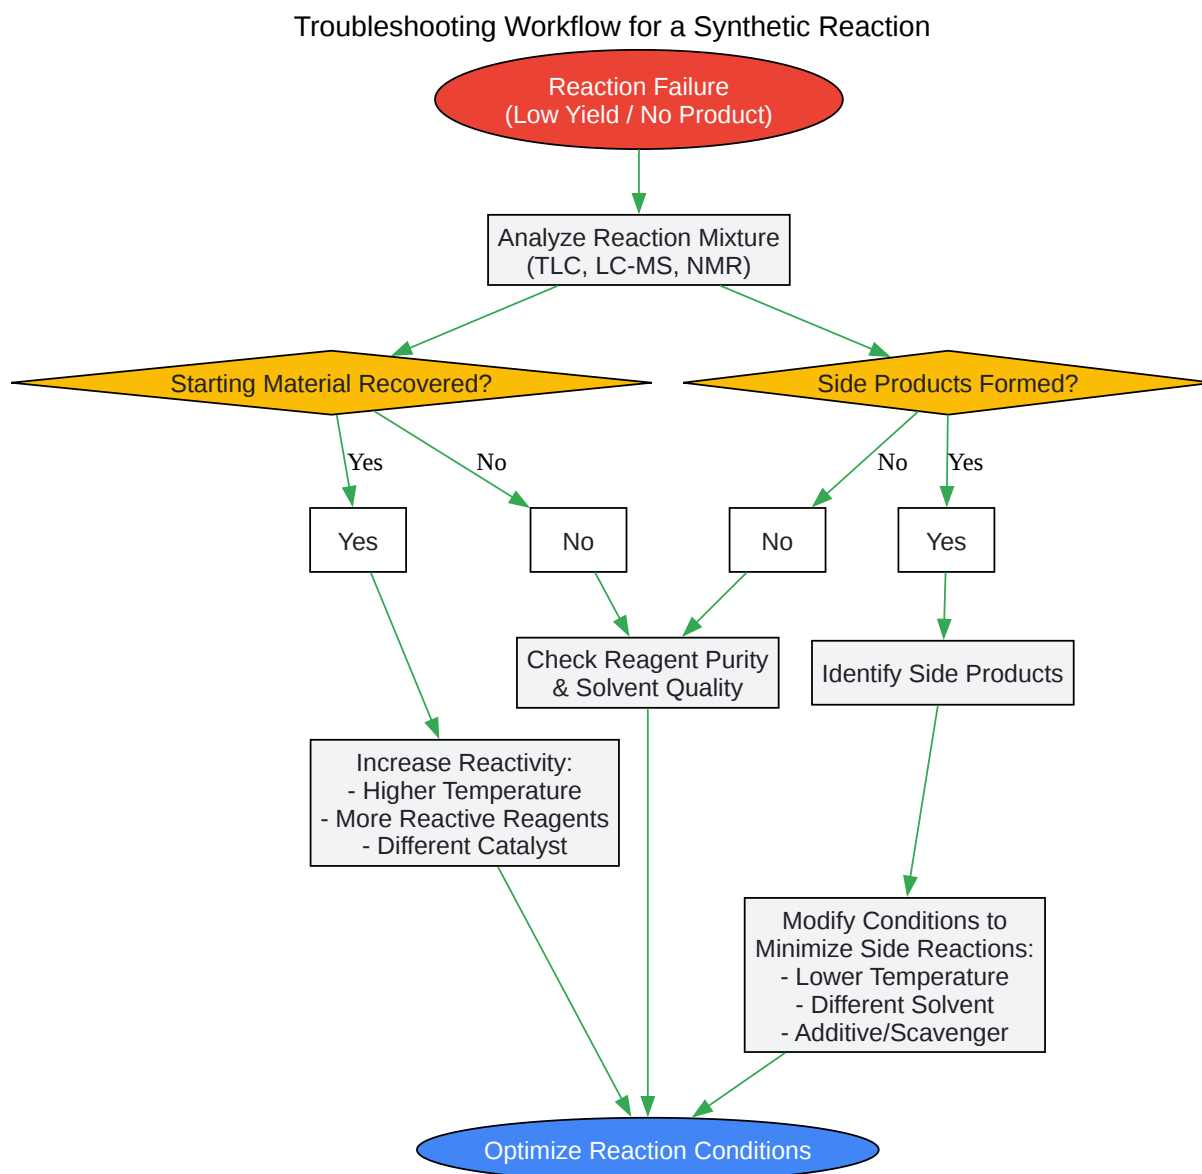 Troubleshooting Workflow for a Synthetic Reaction
Reaction Failure
(Low Yield / No Product)
Analyze Reaction Mixture
(TLC, LC-MS, NMR)
Starting Material Recovered?
Side Products Formed?
Yes
No
No
Yes
Yes
No
No
Yes
Check Reagent Purity
& Solvent Quality
Identify Side Products
Increase Reactivity:
- Higher Temperature
- More Reactive Reagents
- Different Catalyst
Modify Conditions to
Minimize Side Reactions:
- Lower Temperature
- Different Solvent
- Additive/Scavenger
Optimize Reaction Conditions